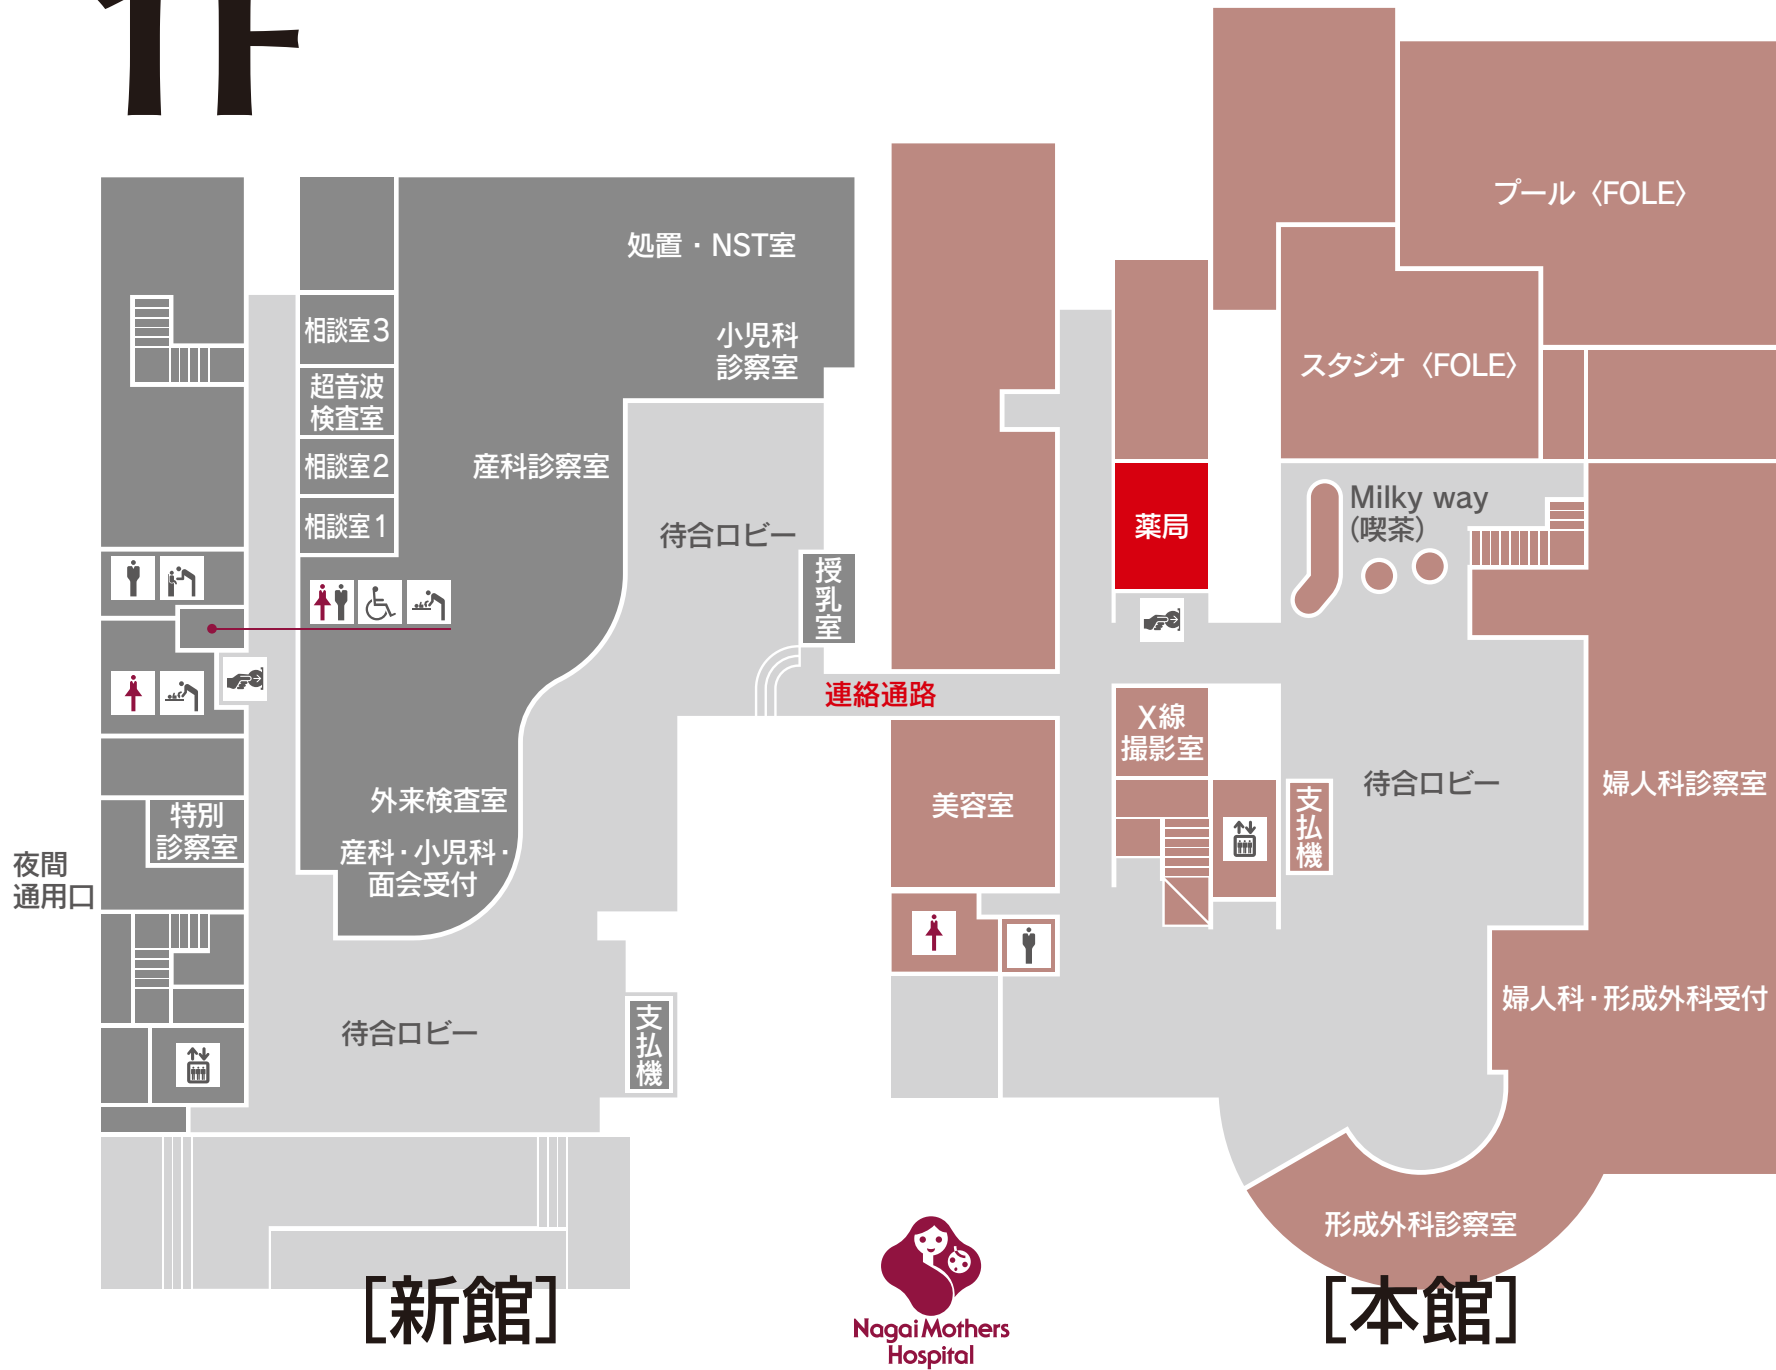 1F
処置・NST室
小児科
診察室
相談室3
超音波
検査室
相談室2
相談室1
産科診察室
待合ロビー
授乳室
連絡通路
外来検査室
産科・小児科・
面会受付
特別
診察室
夜間
通用口
待合ロビー
支払機
[新館]
プール〈FOLE〉
スタジオ〈FOLE〉
薬局
Milky way
(喫茶)
X線
撮影室
美容室
支払機
待合ロビー
婦人科診察室
婦人科・形成外科受付
形成外科診察室
[本館]
Nagai Mothers
Hospital